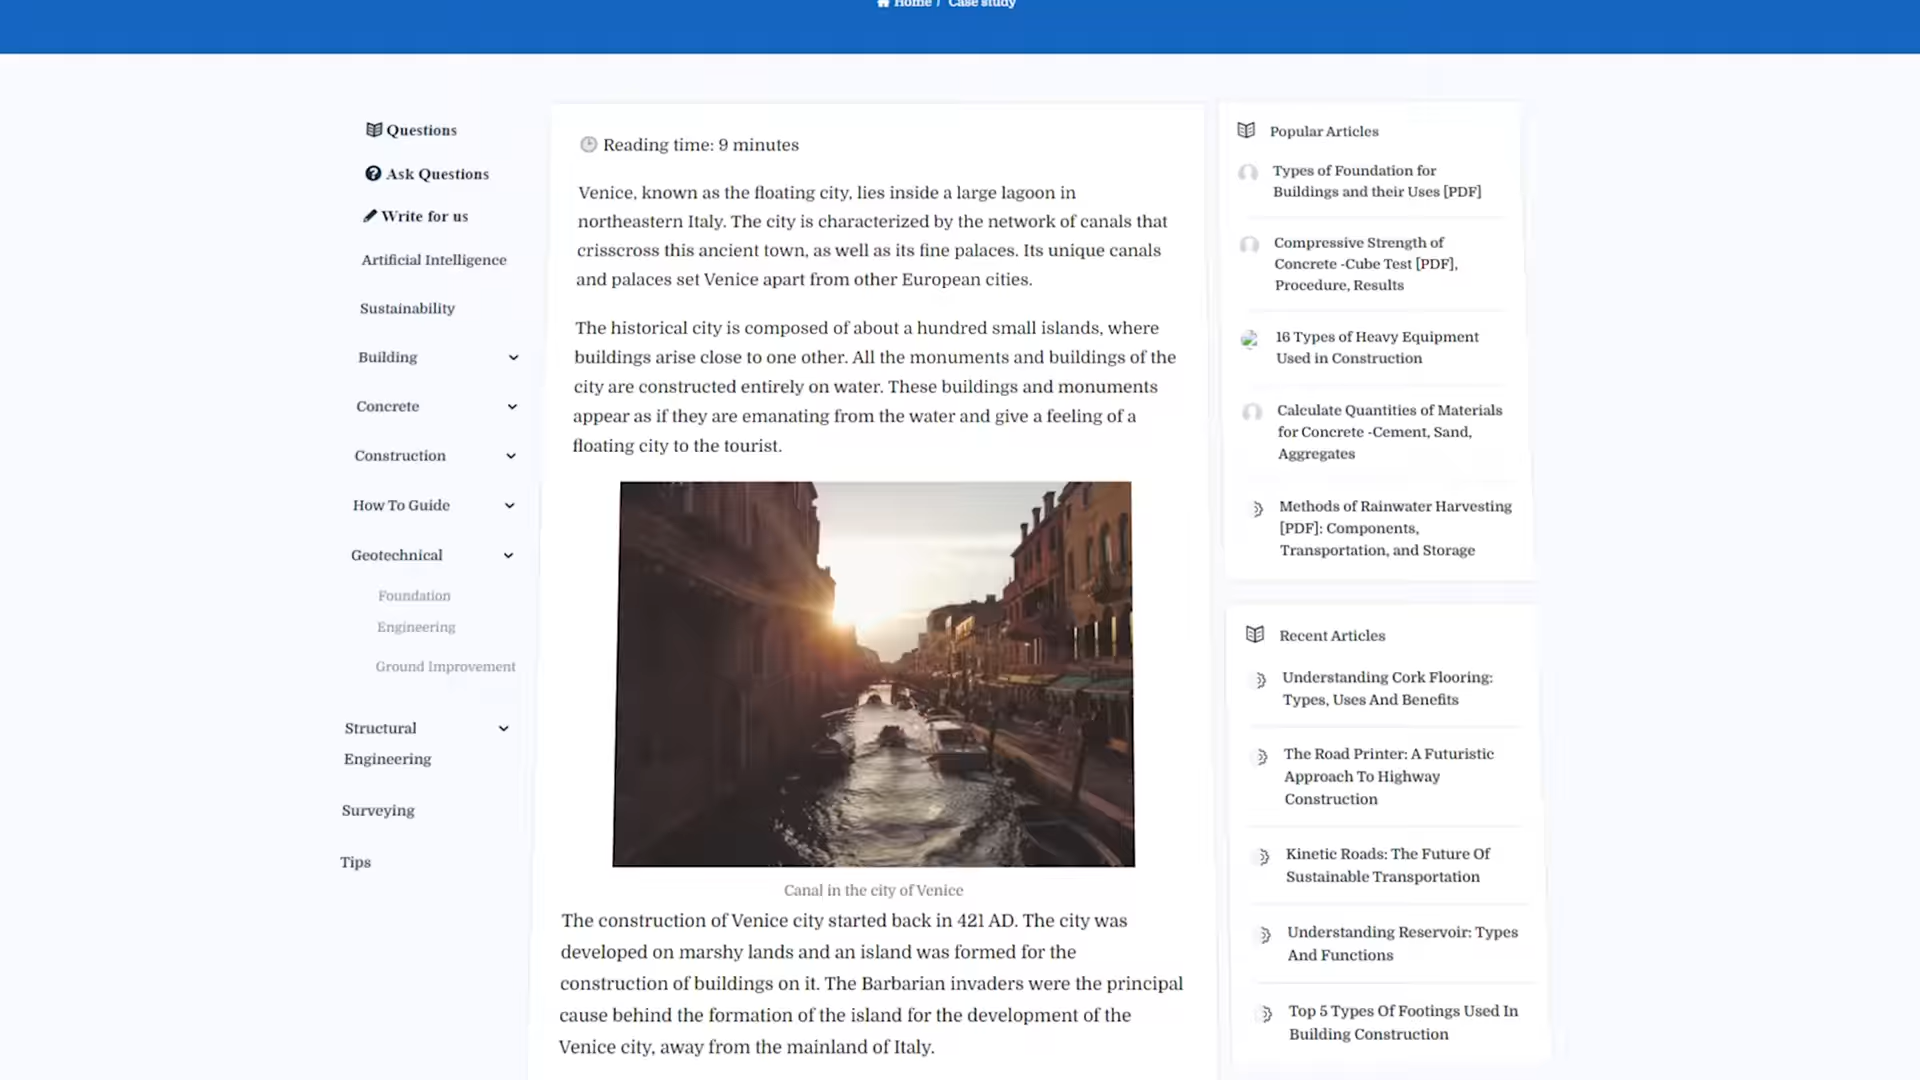 Home / Case study
Questions
Ask Questions
Write for us
Artificial Intelligence
Sustainability
Building
Concrete
Construction
How To Guide
Geotechnical
Foundation
Engineering
Ground Improvement
Structural
Engineering
Surveying
Tips
Reading time: 9 minutes
Venice, known as the floating city, lies inside a large lagoon in
northeastern Italy. The city is characterized by the network of canals that
crisscross this ancient town, as well as its fine palaces. Its unique canals
and palaces set Venice apart from other European cities.
The historical city is composed of about a hundred small islands, where
buildings arise close to one other. All the monuments and buildings of the
city are constructed entirely on water. These buildings and monuments
appear as if they are emanating from the water and give a feeling of a
floating city to the tourist.
Canal in the city of Venice
The construction of Venice city started back in 421 AD. The city was
developed on marshy lands and an island was formed for the
construction of buildings on it. The Barbarian invaders were the principal
cause behind the formation of the island for the development of the
Venice city, away from the mainland of Italy.
Popular Articles
Types of Foundation for
Buildings and their Uses [PDF]
Compressive Strength of
Concrete -Cube Test [PDF],
Procedure, Results
16 Types of Heavy Equipment
Used in Construction
Calculate Quantities of Materials
for Concrete -Cement, Sand,
Aggregates
Methods of Rainwater Harvesting
[PDF]: Components,
Transportation, and Storage
Recent Articles
Understanding Cork Flooring:
Types, Uses And Benefits
The Road Printer: A Futuristic
Approach To Highway
Construction
Kinetic Roads: The Future Of
Sustainable Transportation
Understanding Reservoir: Types
And Functions
Top 5 Types Of Footings Used In
Building Construction